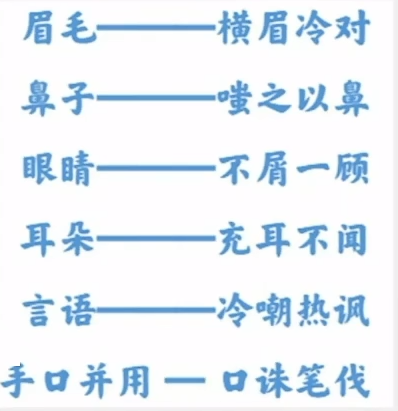 眉毛————横眉冷对
鼻子————嗤之以鼻
眼睛————不屑一顾
耳朵————充耳不闻
言语————冷嘲热讽
手口并用 — 口诛笔伐